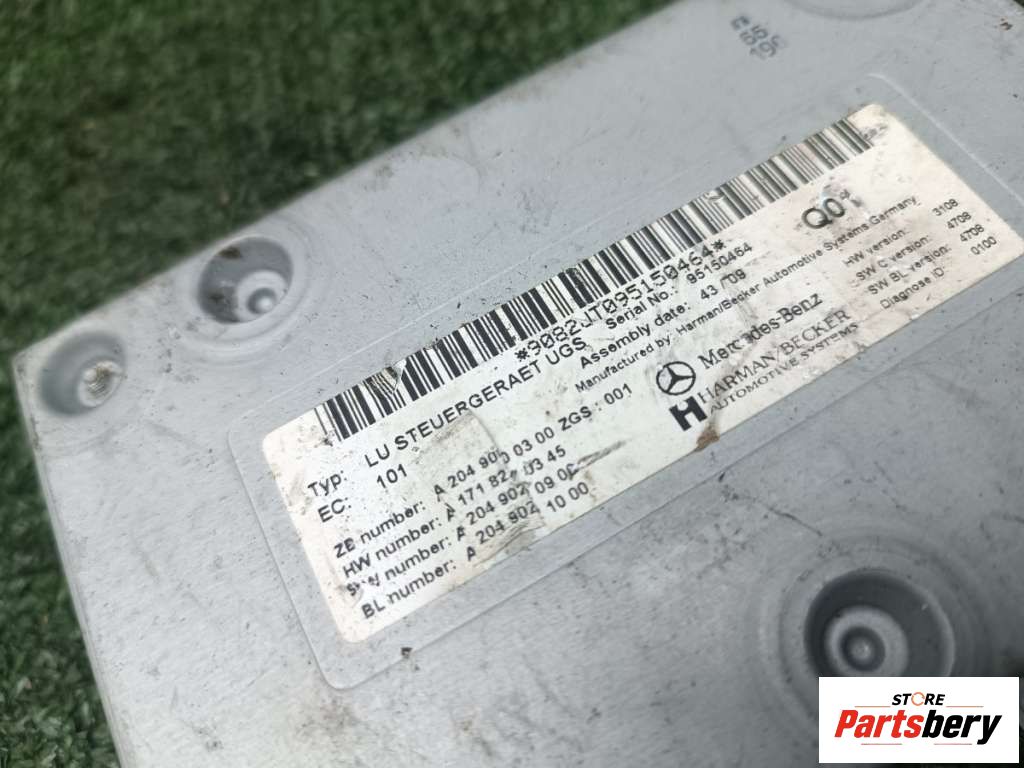 *9082JT095150464*
Typ: LU STEUERGERAET UGS
EC: 101
Serial No.: 95150464
Assembly date: 43 /09
Manufactured by: Harman/Becker Automotive Systems Germany
Q01
ZB number: A 204 900 03 00 ZGS: 001
HW number: A 171 820 03 45
SW number: A 204 902 09 00
BL number: A 204 902 10 00
Mercedes-Benz
HARMAN/BECKER
AUTOMOTIVE SYSTEMS
HW version: 3108
SW C version: 4708
SW BL version: 4708
Diagnose ID: 0100
STORE
Partsbery